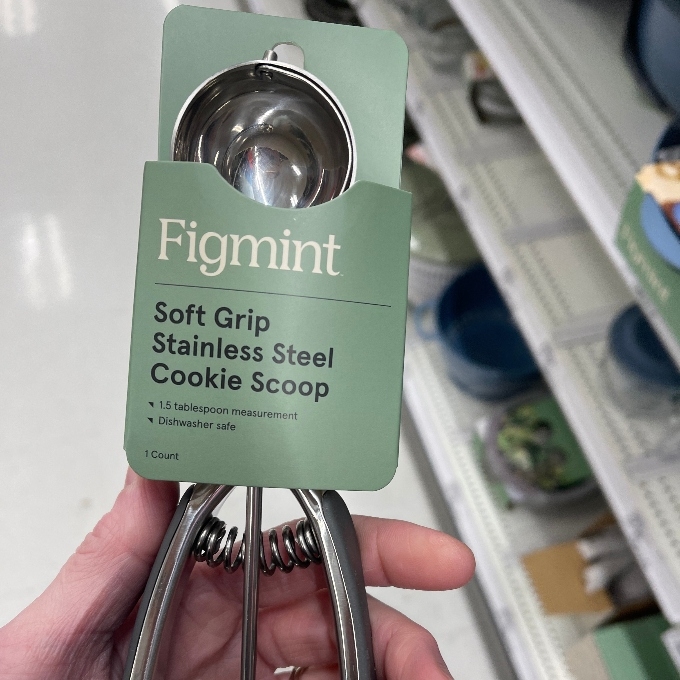 Figmint
Soft Grip
Stainless Steel
Cookie Scoop
1.5 tablespoon measurement
Dishwasher safe
1 Count